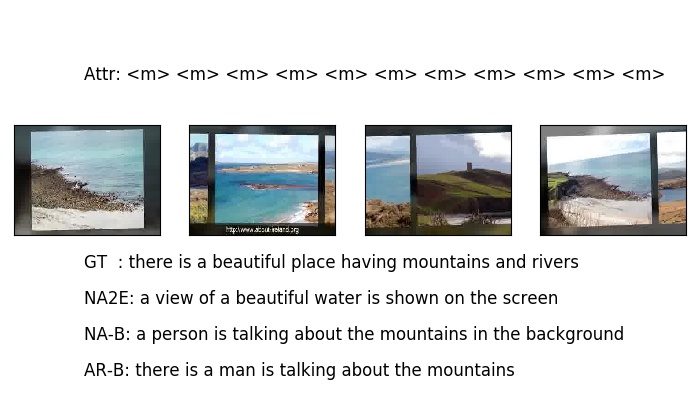 Attr: <m> <m> <m> <m> <m> <m> <m> <m> <m> <m> <m>
http://www.about-ireland.org
GT  : there is a beautiful place having mountains and rivers
NA2E: a view of a beautiful water is shown on the screen
NA-B: a person is talking about the mountains in the background
AR-B: there is a man is talking about the mountains